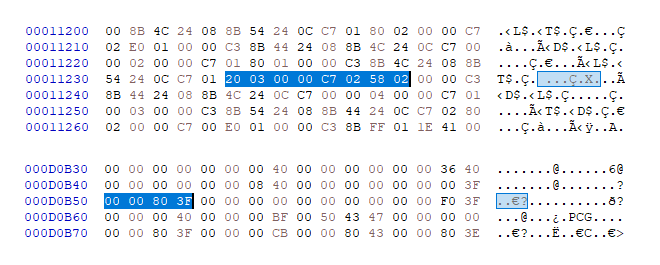 00011200 00 8B 4C 24 08 8B 54 24 0C C7 01 80 02 00 00 C7 .‹L$.‹T$.Ç.€...Ç
00011210 02 E0 01 00 00 C3 8B 44 24 08 8B 4C 24 0C C7 00 .à...Ã‹D$.‹L$.Ç.
00011220 00 02 00 00 C7 01 80 01 00 00 C3 8B 4C 24 08 8B ....Ç.€...Ã‹L$.‹
00011230 54 24 0C C7 01 20 03 00 00 C7 02 58 02 00 00 C3 T$.Ç. ...Ç.X...Ã
00011240 8B 44 24 08 8B 4C 24 0C C7 00 00 04 00 00 C7 01 ‹D$.‹L$.Ç.....Ç.
00011250 00 03 00 00 C3 8B 54 24 08 8B 44 24 0C C7 02 80 ....Ã‹T$.‹D$.Ç.€
00011260 02 00 00 C7 00 E0 01 00 00 C3 8B FF 01 1E 41 00 ...Ç.à...Ã‹ÿ..A.
000D0B30 00 00 00 00 00 00 00 40 00 00 00 00 00 00 36 40 .......@......6@
000D0B40 00 00 00 00 00 00 08 40 00 00 00 00 00 00 00 3F .......@.......?
000D0B50 00 00 80 3F 00 00 00 00 00 00 00 00 00 00 F0 3F ..€?..........ð?
000D0B60 00 00 00 40 00 00 00 BF 00 50 43 47 00 00 00 00 ...@...¿.PCG....
000D0B70 00 00 80 3F 00 00 00 CB 00 00 80 43 00 00 80 3E ..€?...Ë..€C..€>